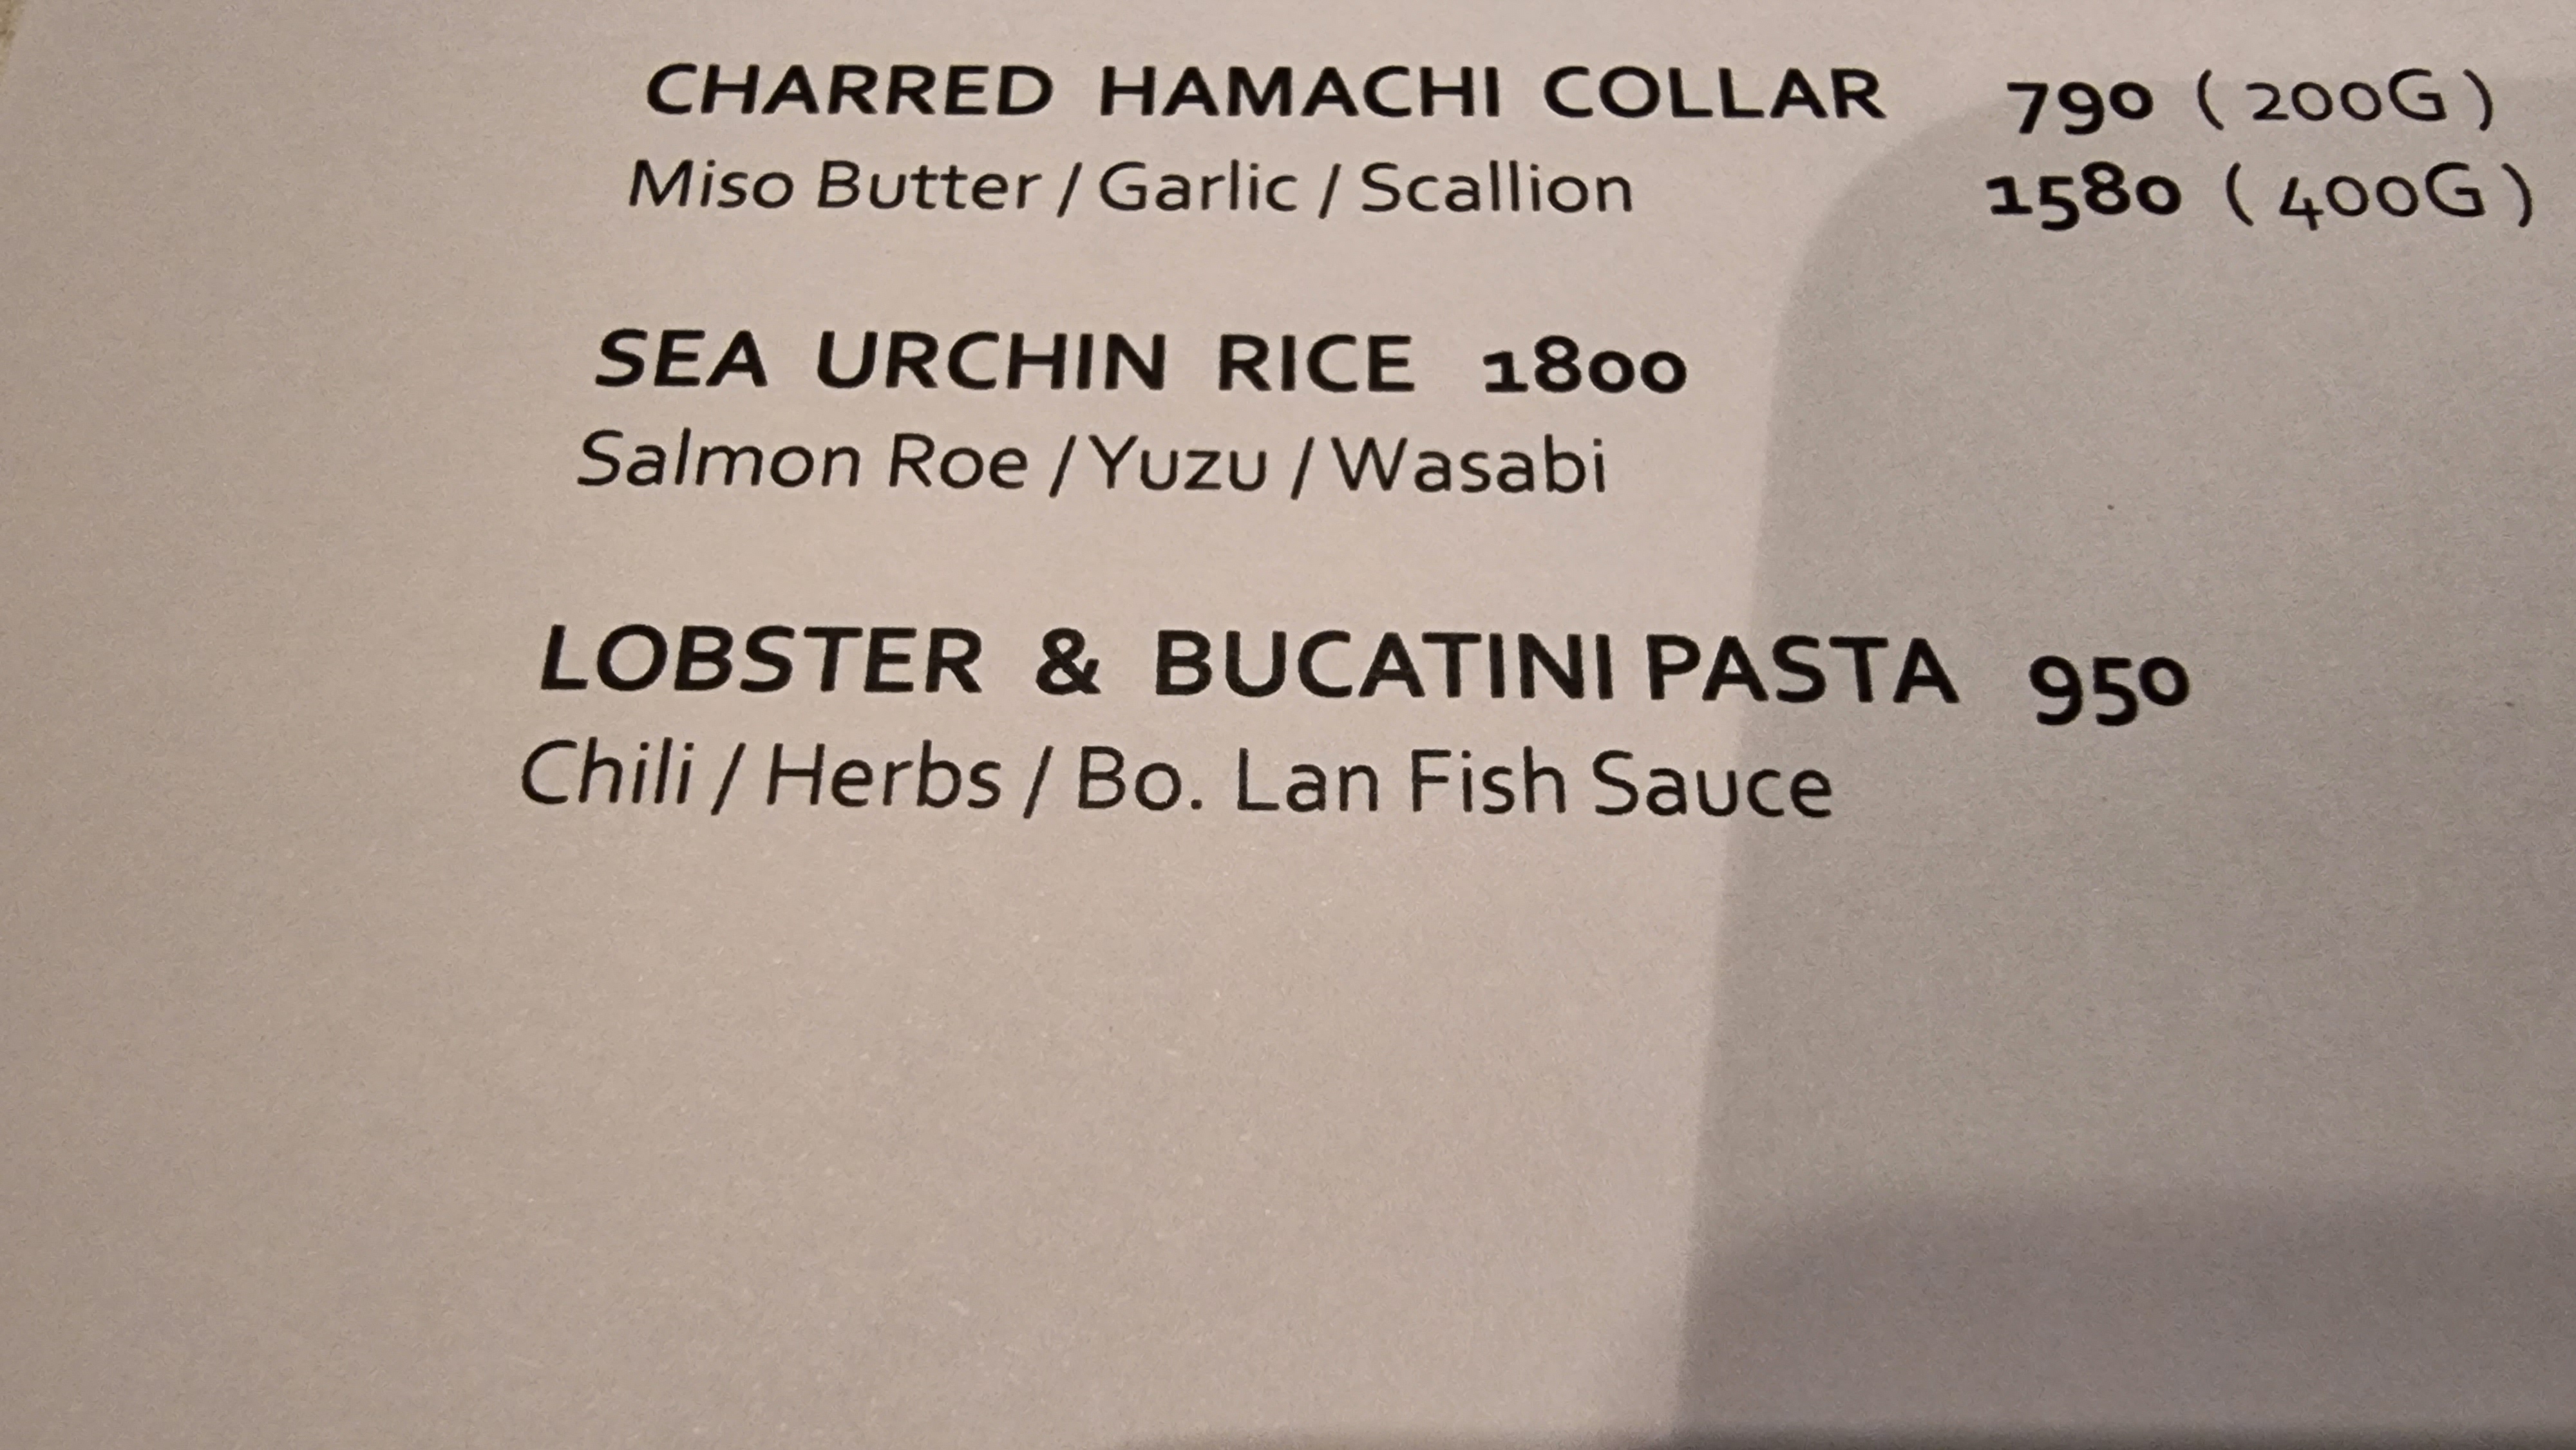 CHARRED HAMACHI COLLAR 790 ( 200G )
Miso Butter / Garlic / Scallion 1580 ( 400G )
SEA URCHIN RICE 1800
Salmon Roe / Yuzu / Wasabi
LOBSTER & BUCATINI PASTA 950
Chili / Herbs / Bo. Lan Fish Sauce